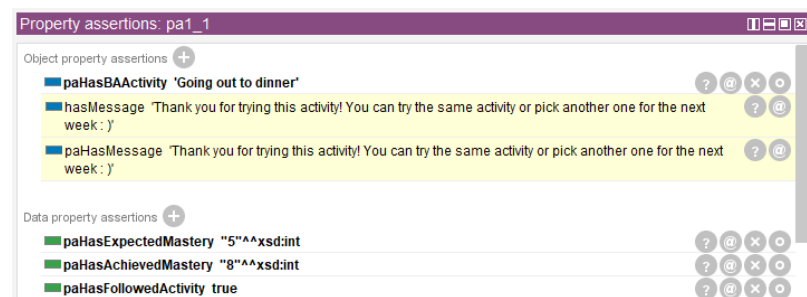 Property assertions: pa1_1
Object property assertions
paHasBAActivity 'Going out to dinner'
hasMessage 'Thank you for trying this activity! You can try the same activity or pick another one for the next
week : )'
paHasMessage 'Thank you for trying this activity! You can try the same activity or pick another one for the next
week : )'
Data property assertions
paHasExpectedMastery "5"^^xsd:int
paHasAchievedMastery "8"^^xsd:int
paHasFollowedActivity true